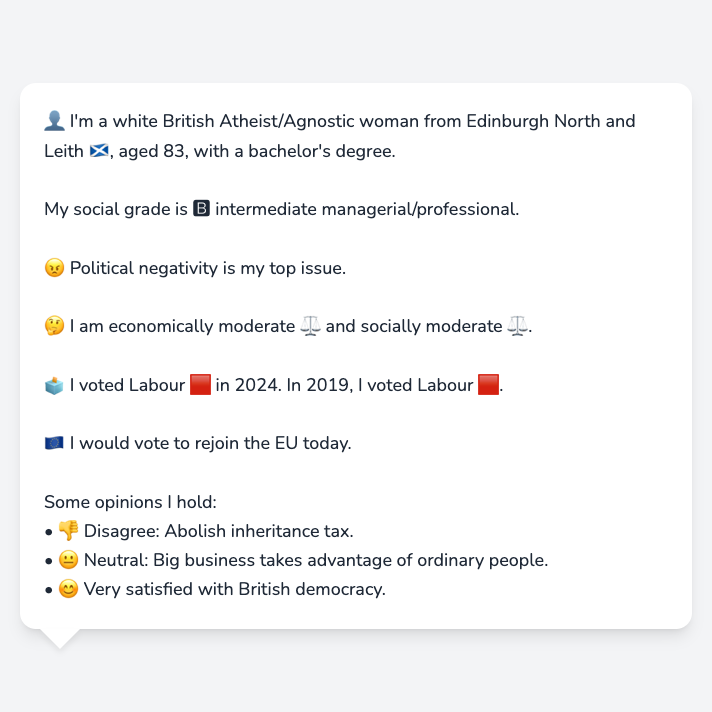 👤 I'm a white British Atheist/Agnostic woman from Edinburgh North and
Leith 🏴󠁧󠁢󠁳󠁣󠁴󠁿, aged 83, with a bachelor's degree.
My social grade is 🅱 intermediate managerial/professional.
😠 Political negativity is my top issue.
🤔 I am economically moderate ⚖️ and socially moderate ⚖️.
🗳️ I voted Labour 🟥 in 2024. In 2019, I voted Labour 🟥.
🇪🇺 I would vote to rejoin the EU today.
Some opinions I hold:
• 👎 Disagree: Abolish inheritance tax.
• 😐 Neutral: Big business takes advantage of ordinary people.
• 😊 Very satisfied with British democracy.